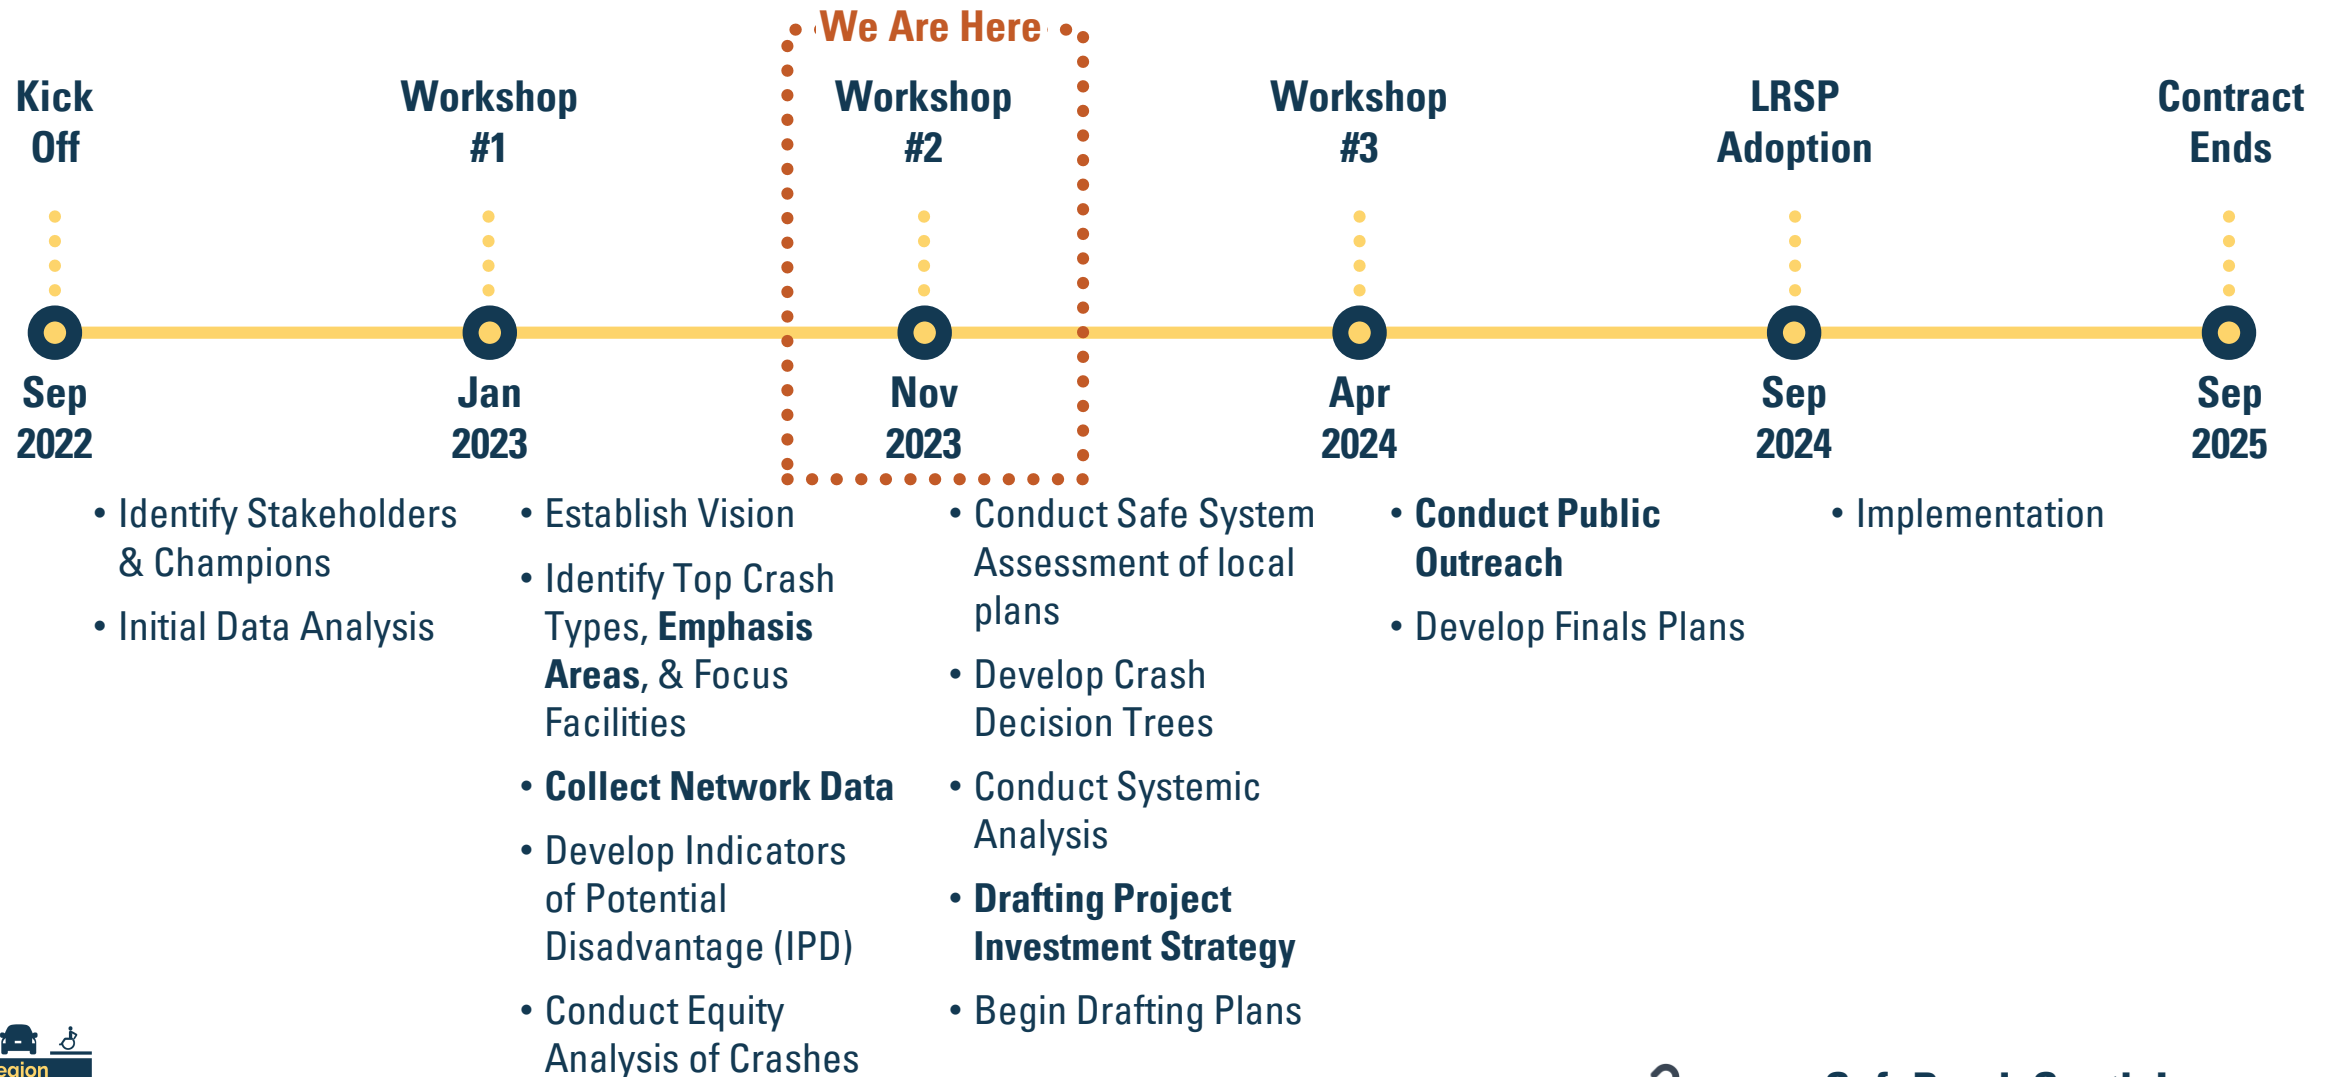 We Are Here
Kick
Off
Workshop
#1
Workshop
#2
Workshop
#3
LRSP
Adoption
Contract
Ends
Sep
2022
Jan
2023
Nov
2023
Apr
2024
Sep
2024
Sep
2025
• Identify Stakeholders
& Champions
• Initial Data Analysis
• Establish Vision
• Identify Top Crash
Types, Emphasis
Areas, & Focus
Facilities
• Collect Network Data
• Develop Indicators
of Potential
Disadvantage (IPD)
• Conduct Equity
Analysis of Crashes
• Conduct Safe System
Assessment of local
plans
• Develop Crash
Decision Trees
• Conduct Systemic
Analysis
• Drafting Project
Investment Strategy
• Begin Drafting Plans
• Conduct Public
Outreach
• Develop Finals Plans
• Implementation